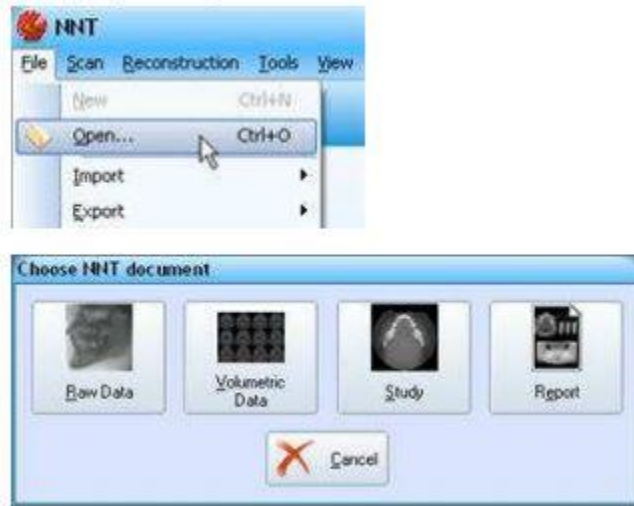 NNT
File Scan Reconstruction Tools View
New Ctrl+N
Open... Ctrl+O
Import
Export
Choose NNT document
Raw Data
Volumetric
Data
Study
Report
Cancel